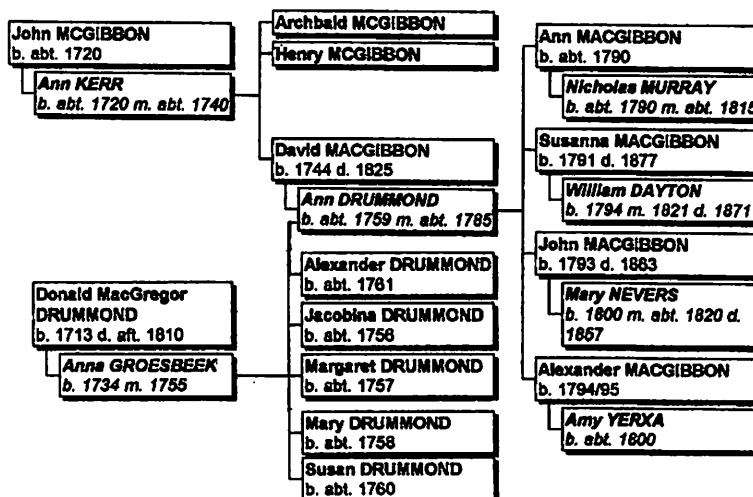 John MCGIBBON
b. abt. 1720
Ann KERR
b. abt. 1720 m. abt. 1740
Archbald MCGIBBON
Henry MCGIBBON
David MACGIBBON
b. 1744 d. 1825
Ann DRUMMOND
b. abt. 1759 m. abt. 1785
Alexander DRUMMOND
b. abt. 1761
Jacobina DRUMMOND
b. abt. 1756
Margaret DRUMMOND
b. abt. 1757
Mary DRUMMOND
b. abt. 1758
Susan DRUMMOND
b. abt. 1760
Donald MacGregor
DRUMMOND
b. 1713 d. aft. 1810
Anna GROESBEEK
b. 1734 m. 1755
Ann MACGIBBON
b. abt. 1790
Nicholas MURRAY
b. abt. 1790 m. abt. 1815
Susanna MACGIBBON
b. 1791 d. 1877
William DAYTON
b. 1794 m. 1821 d. 1871
John MACGIBBON
b. 1793 d. 1863
Mary NEVERS
b. 1800 m. abt. 1820 d.
1857
Alexander MACGIBBON
b. 1794/95
Amy YERXA
b. abt. 1800